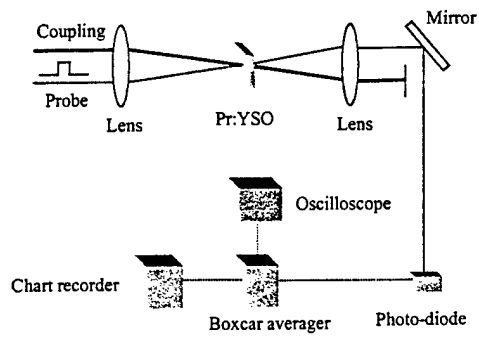 Coupling
Mirror
Probe
Lens
Pr:YSO
Lens
Oscilloscope
Chart recorder
Boxcar averager
Photo-diode